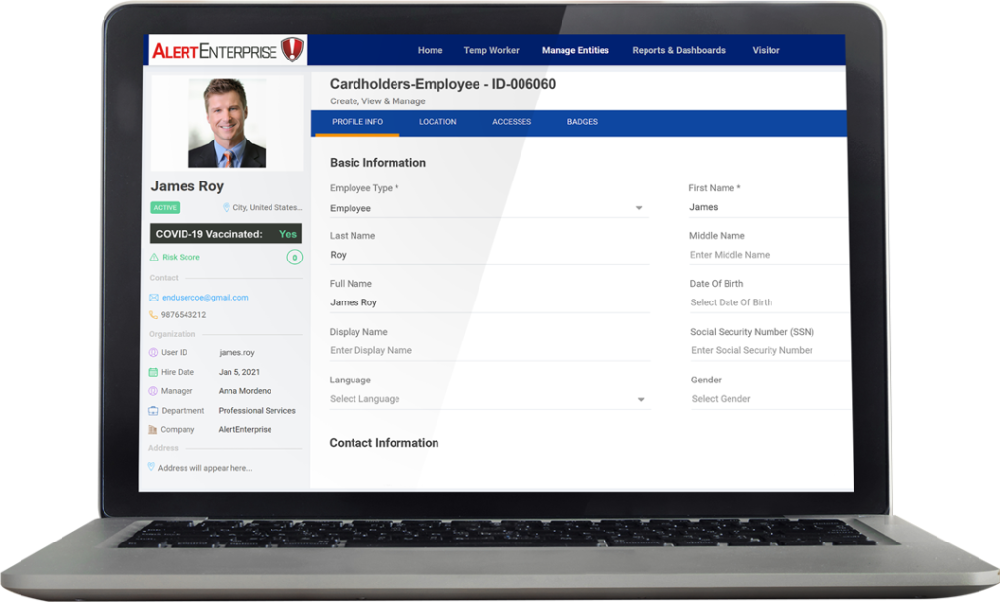 ALERTENTERPRISE
Home Temp Worker Manage Entities Reports & Dashboards Visitor
Cardholders-Employee - ID-006060
Create, View & Manage
PROFILE INFO LOCATION ACCESSES BADGES
James Roy
ACTIVE City, United States...
COVID-19 Vaccinated: Yes
Risk Score 0
Contact
endusercoe@gmail.com
9876543212
Organization
User ID james.roy
Hire Date Jan 5, 2021
Manager Anna Mordeno
Department Professional Services
Company AlertEnterprise
Address
Address will appear here...
Basic Information
Employee Type * First Name *
Employee James
Last Name Middle Name
Roy Enter Middle Name
Full Name Date Of Birth
James Roy Select Date Of Birth
Display Name Social Security Number (SSN)
Enter Display Name Enter Social Security Number
Language Gender
Select Language Select Gender
Contact Information